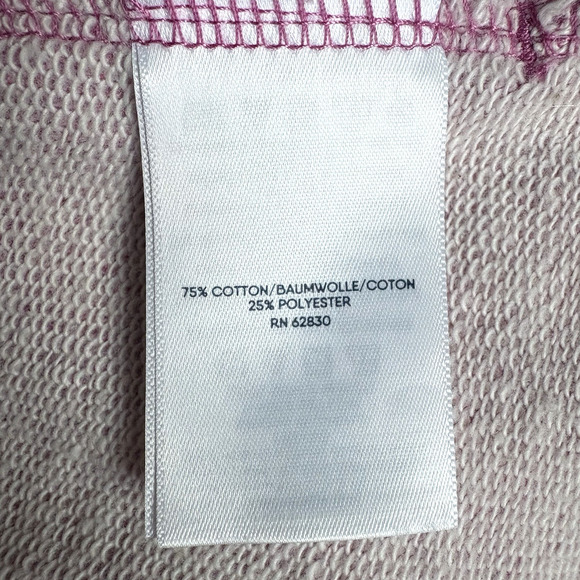 75% COTTON/BAUMWOLLE/COTON
25% POLYESTER
RN 62830